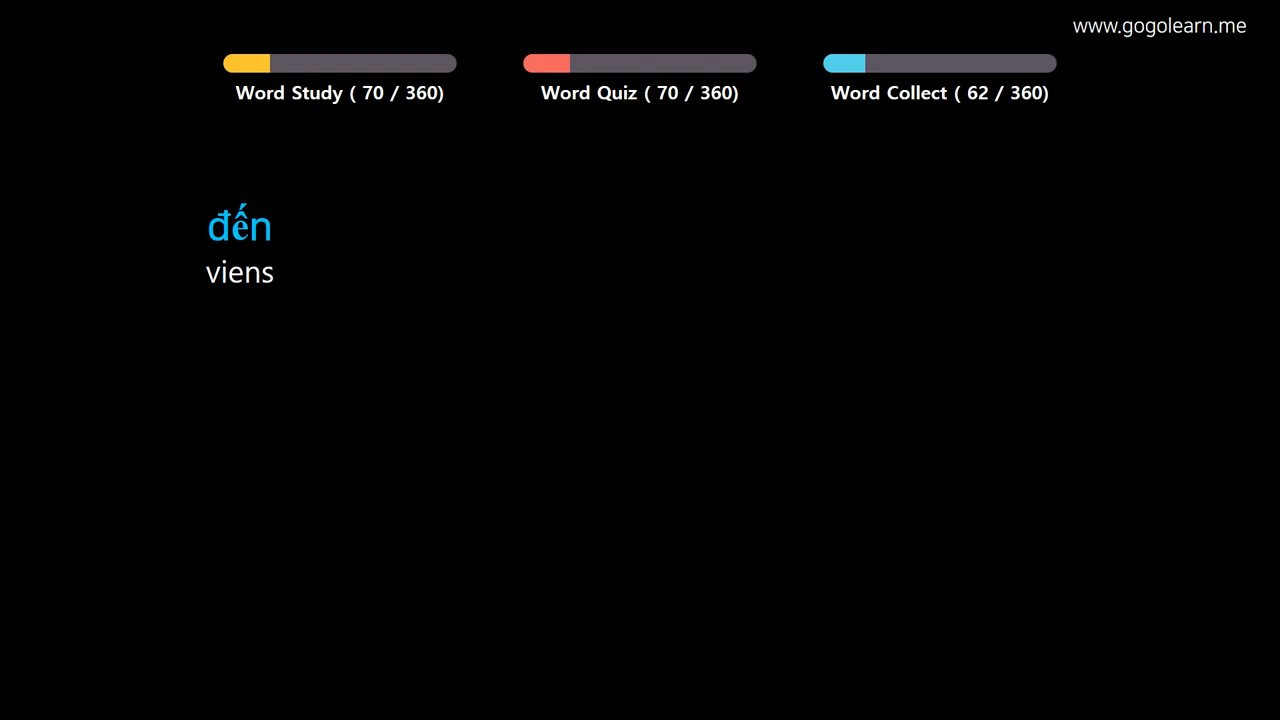 www.gogolearn.me
Word Study ( 70 / 360)
Word Quiz ( 70 / 360)
Word Collect ( 62 / 360)
đến
viens